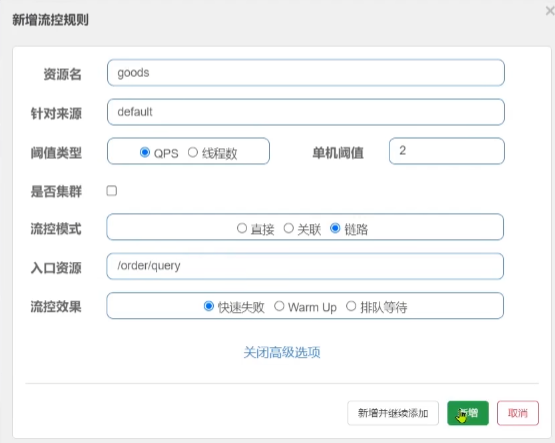 新增流控规则
资源名 goods
针对来源 default
阈值类型 QPS 线程数 单机阈值 2
是否集群
流控模式 直接 关联 链路
入口资源 /order/query
流控效果 快速失败 Warm Up 排队等待
关闭高级选项
新增并继续添加 新增 取消